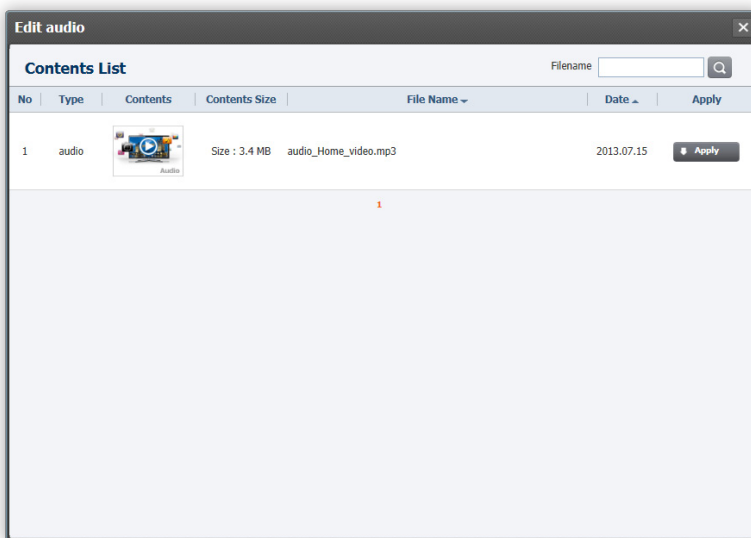 Edit audio
Contents List
Filename
No Type Contents Contents Size File Name Date Apply
1 audio Audio Size : 3.4 MB audio_Home_video.mp3 2013.07.15 Apply
1